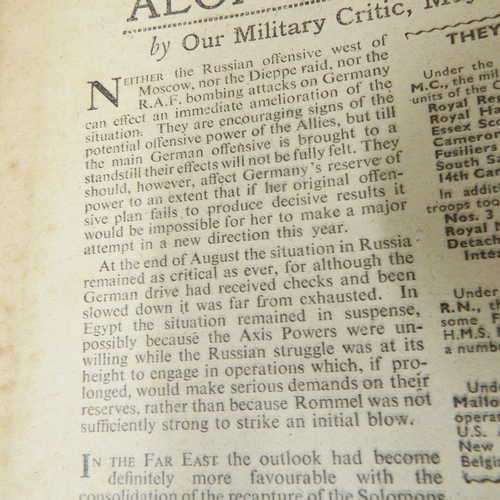 by Our Military Critic,
NEITHER the Russian offensive west of
Moscow, nor the Dieppe raid, nor the
R.A.F. bombing attacks on Germany
can effect an immediate amelioration of the
situation. They are encouraging signs of the
potential offensive power of the Allies, but till
the main German offensive is brought to a
standstill their effects will not be fully felt. They
should, however, affect Germany's reserve of
power to an extent that if her original offen-
sive plan fails to produce decisive results it
would be impossible for her to make a major
attempt in a new direction this year.
At the end of August the situation in Russia
remained as critical as ever, for although the
German drive had received checks and been
slowed down it was far from exhausted. In
Egypt the situation remained in suspense,
possibly because the Axis Powers were un-
willing while the Russian struggle was at its
height to engage in operations which, if pro-
longed, would make serious demands on their
reserves, rather than because Rommel was not
sufficiently strong to strike an initial blow.
IN THE FAR EAST the outlook had become
definitely more favourable with the
consolidation of the recapture of the Solomons
THEY
Under the
M.C., the mil
units of the C
Royal Re
Royal Ha
Essex Sco
Cameron
Fusiliers
South S
14th Can
In addit
troops too
Nos. 3
Royal M
Detach
Inte
Under
R.N., th
some F
H.M.S.
a numb
Und
Mallo
operat
U.S.
New
Belgi